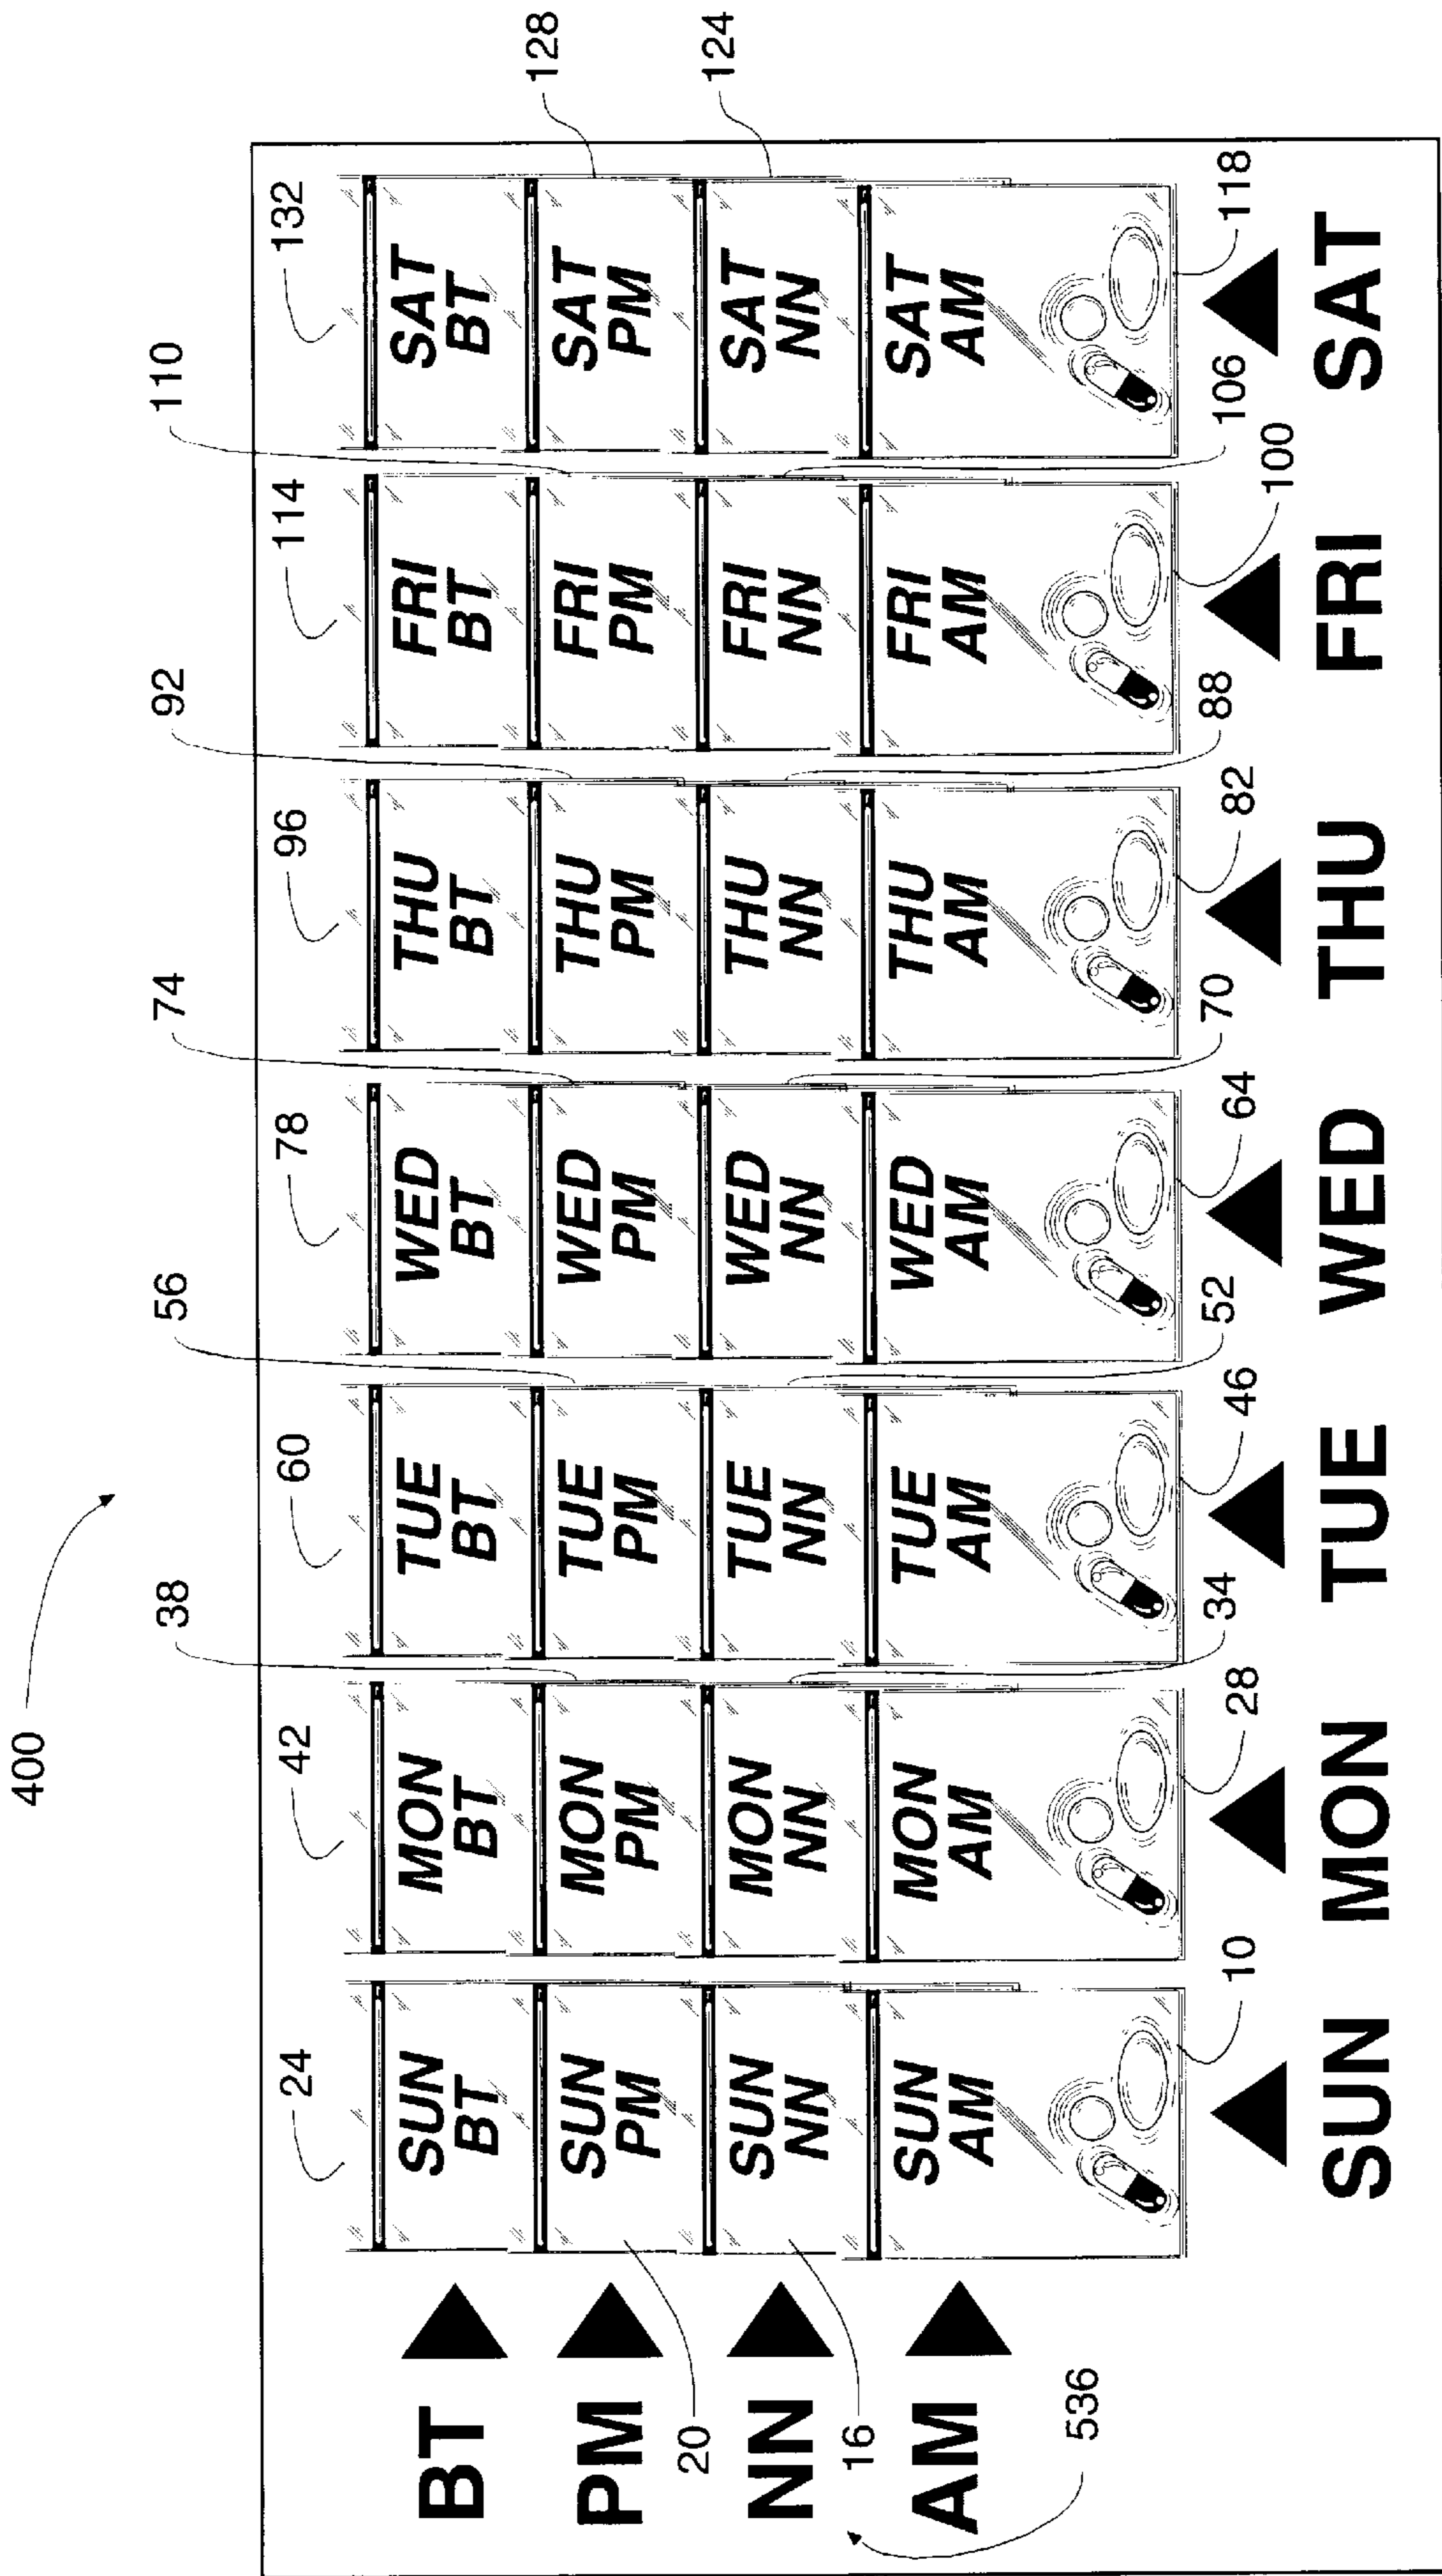 400
24 42 60 78 96 114 132
38 56 74 92 110
128
124
BT
SUN BT
MON BT
TUE BT
WED BT
THU BT
FRI BT
SAT BT
PM
SUN PM
MON PM
TUE PM
WED PM
THU PM
FRI PM
SAT PM
NN
SUN NN
MON NN
TUE NN
WED NN
THU NN
FRI NN
SAT NN
AM
SUN AM
MON AM
TUE AM
WED AM
THU AM
FRI AM
SAT AM
20
16
536
34 52 70 88 106
10 28 46 64 82 100 118
SUN MON TUE WED THU FRI SAT